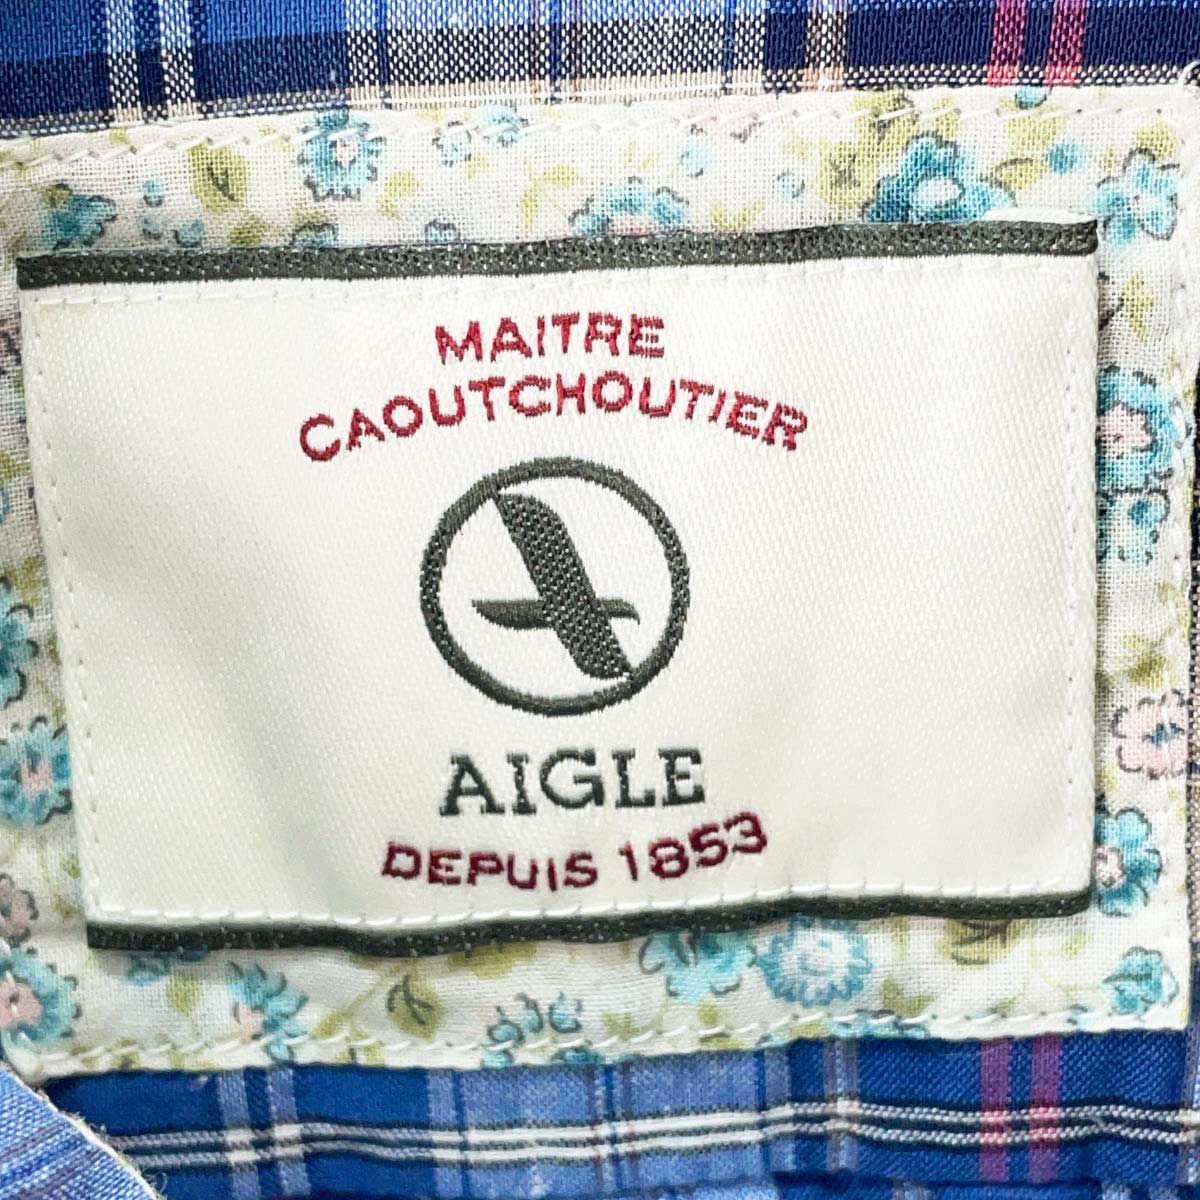 MAITRE
CAOUTCHOUTIER
AIGLE
DEPUIS 1853